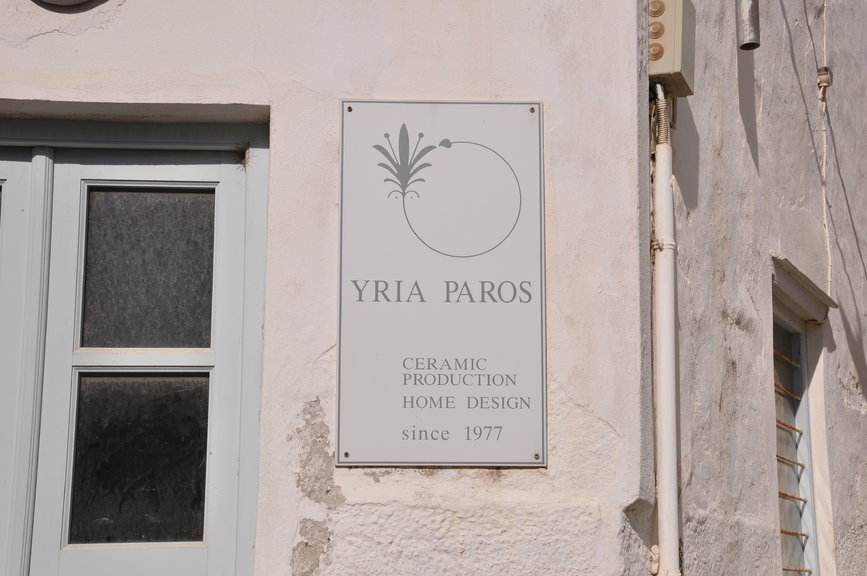 YRIA PAROS
CERAMIC
PRODUCTION
HOME DESIGN
since 1977